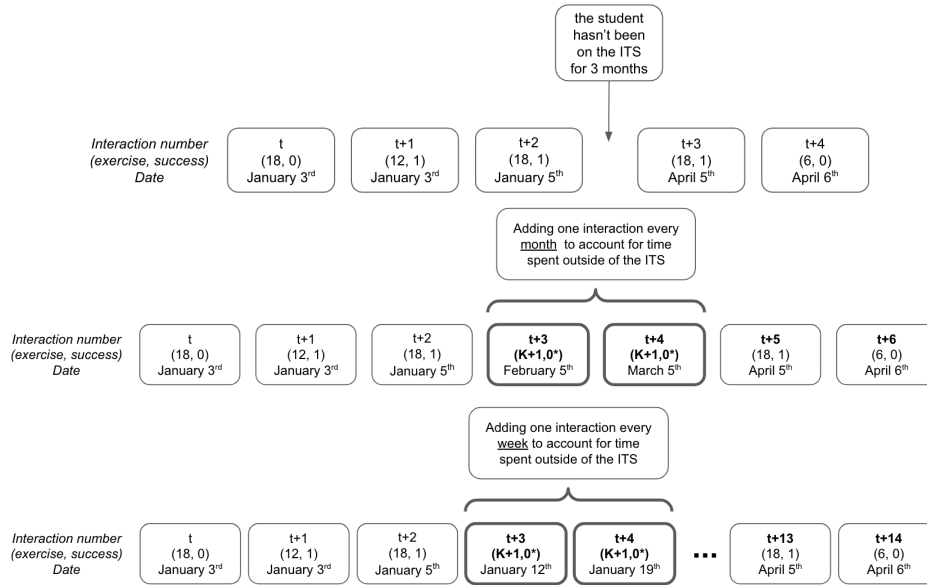 the student
hasn't been
on the ITS
for 3 months
Interaction number
(exercise, success)
Date
t
(18, 0)
January 3rd
t+1
(12, 1)
January 3rd
t+2
(18, 1)
January 5th
t+3
(18, 1)
April 5th
t+4
(6, 0)
April 6th
Adding one interaction every
month to account for time
spent outside of the ITS
Interaction number
(exercise, success)
Date
t
(18, 0)
January 3rd
t+1
(12, 1)
January 3rd
t+2
(18, 1)
January 5th
t+3
(K+1,0*)
February 5th
t+4
(K+1,0*)
March 5th
t+5
(18, 1)
April 5th
t+6
(6, 0)
April 6th
Adding one interaction every
week to account for time
spent outside of the ITS
Interaction number
(exercise, success)
Date
t
(18, 0)
January 3rd
t+1
(12, 1)
January 3rd
t+2
(18, 1)
January 5th
t+3
(K+1,0*)
January 12th
t+4
(K+1,0*)
January 19th
...
t+13
(18, 1)
April 5th
t+14
(6, 0)
April 6th